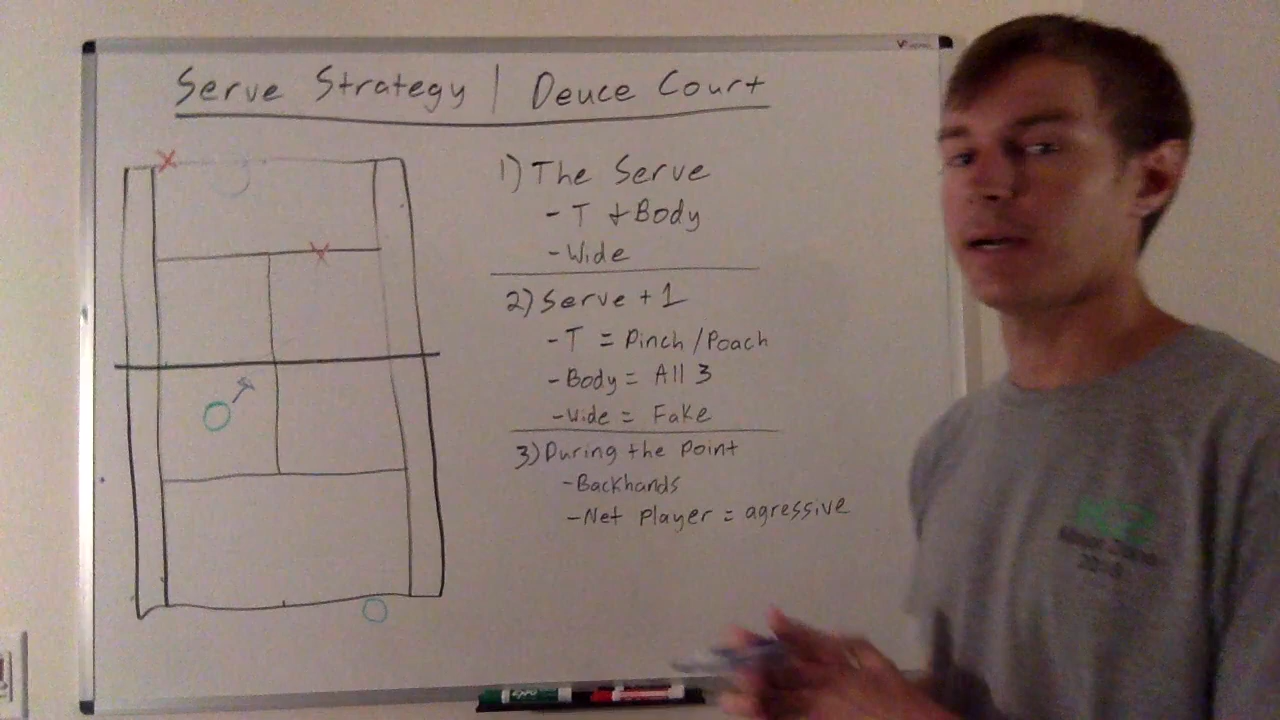 Serve Strategy | Deuce Court
1) The Serve
- T + Body
- Wide
2) Serve + 1
- T = Pinch / Poach
- Body = All 3
- Wide = Fake
3) During the Point
- Backhands
- Net Player = agressive
EXPO